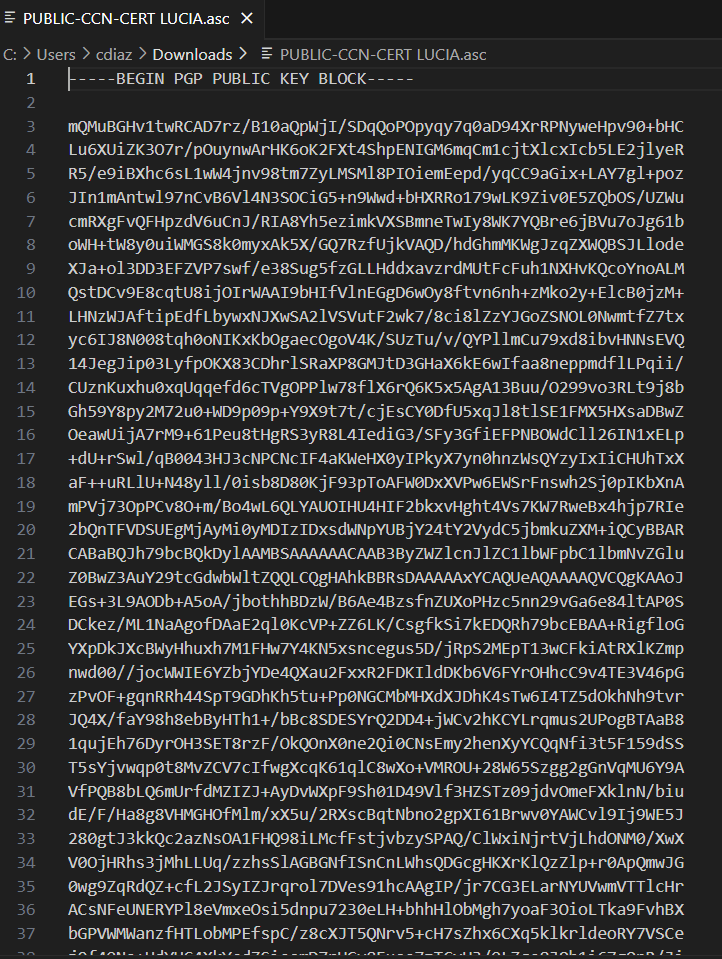 PUBLIC-CCN-CERT LUCIA.asc
C: > Users > cdiaz > Downloads > PUBLIC-CCN-CERT LUCIA.asc
1 -----BEGIN PGP PUBLIC KEY BLOCK-----
2
3 mQMuBGHv1twRCAD7rz/B10aQpWjI/SDqQoPOpyqy7q0aD94XrRPNyweHpv90+bHC
4 Lu6XUiZK3O7r/pOuynwArHK6oK2FXt4ShpENIGM6mqCm1cjtXlcxIcb5LE2jlyeR
5 R5/e9iBXhc6sL1wW4jnv98tm7ZyLMSMl8PIOiemEepd/yqCC9aGix+LAY7gl+poz
6 JIn1mAntwl97nCvB6Vl4N3SOCiG5+n9Wwd+bHXRRo179wLK9Ziv0E5ZQbOS/UZWu
7 cmRXgFvQFHpzdV6uCnJ/RIA8Yh5ezimkVXSBmneTwIy8WK7YQBre6jBVu7oJg61b
8 oWH+tW8y0uiWMGS8k0myxAk5X/GQ7RzfUjkVAQD/hdGhmMKWgJzqZXWQBSJLlode
9 XJa+ol3DD3EFZVP7swf/e38Sug5fzGLLHddxavzrdMUtFcFuh1NXHvKQcoYnoALM
10 QstDCv9E8cqtU8ijOIrWAAI9bHIfVlnEGgD6wOy8ftvn6nh+zMko2y+ElcB0jzM+
11 LHNzWJAftipEdfLbywxNJXwSA2lVSVutF2wk7/8ci8lZzYJGoZSNOL0NwmtfZ7tx
12 yc6IJ8N008tqh0oNIKxKbOgaecOgoV4K/SUzTu/v/QYPllmCu79xd8ibvHNNsEVQ
13 14JegJip03LyfpOKX83CDhrlSRaXP8GMJtD3GHaX6kE6wIfaa8neppmdflLPqii/
14 CUznKuxhu0xqUqqefd6cTVgOPPlw78flX6rQ6K5x5AgA13Buu/O299vo3RLt9j8b
15 Gh59Y8py2M72u0+WD9p09p+Y9X9t7t/cjEsCY0DfU5xqJl8tlSE1FMX5HXsaDBwZ
16 OeawUijA7rM9+61Peu8tHgRS3yR8L4IediG3/SFy3GfiEFPNBOWdCll26IN1xELp
17 +dU+rSwl/qB0043HJ3cNPCNcIF4aKWeHX0yIPkyX7yn0hnzWsQYzyIxIiCHUhTxX
18 aF++uRLlU+N48yll/0isb8D80KjF93pToAFW0DxXVPw6EWSrFnswh2Sj0pIKbXnA
19 mPVj73OpPCv8O+m/Bo4wL6QLYAUOIHU4HIF2bkxvHght4Vs7KW7RweBx4hjp7RIe
20 2bQnTFVDSUEgMjAyMi0yMDIzIDxsdWNpYUBjY24tY2VydC5jbmkuZXM+iQCyBBAR
21 CABaBQJh79bcBQkDylAAMBSAAAAAACAAB3ByZWZlcnJlZC1lbWFpbC1lbmNvZGlu
22 Z0BwZ3AuY29tcGdwbWltZQQLCQgHAhkBBRsDAAAAAxYCAQUeAQAAAAQVCQgKAAoJ
23 EGs+3L9AODb+A5oA/jbothhBDzW/B6Ae4BzsfnZUXoPHzc5nn29vGa6e84ltAP0S
24 DCkez/ML1NaAgofDAaE2ql0KcVP+ZZ6LK/CsgfkSi7kEDQRh79bcEBAA+RigfloG
25 YXpDkJXcBWyHhuxh7M1FHw7Y4KN5xsncegus5D/jRpS2MEpT13wCFkiAtRXlKZmp
26 nwd00//jocWWIE6YZbjYDe4QXau2FxxR2FDKIldDKb6V6FYrOHhcC9v4TE3V46pG
27 zPvOF+gqnRRh44SpT9GDhKh5tu+Pp0NGCMbMHXdXJDhK4sTw6I4TZ5dOkhNh9tvr
28 JQ4X/faY98h8ebByHTh1+/bBc8SDESYrQ2DD4+jWCv2hKCYLrqmus2UPogBTAaB8
29 1qujEh76DyrOH3SET8rzF/OkQOnX0ne2Qi0CNsEmy2henXyYCQqNfi3t5F159dSS
30 T5sYjvwqp0t8MvZCV7cIfwgXcqK61qlC8wXo+VMROU+28W65Szgg2gGnVqMU6Y9A
31 VfPQB8bLQ6mUrfdMZIZJ+AyDvWXpF9Sh01D49Vlf3HZSTz09jdvOmeFXklnN/biu
32 dE/F/Ha8g8VHMGHOfMlm/xX5u/2RXscBqtNbno2gpXI61Brwv0YAWCvl9Ij9WE5J
33 280gtJ3kkQc2azNsOA1FHQ98iLMcfFstjvbzySPAQ/ClWxiNjrtVjLhdONM0/XwX
34 V0OjHRhs3jMhLLUq/zzhsSlAGBGNfISnCnLWhsQDGcgHKXrKlQzZlp+r0ApQmwJG
35 0wg9ZqRdQZ+cfL2JSyIZJrqrol7DVes91hcAAgIP/jr7CG3ELarNYUVwmVTTlcHr
36 ACsNFeUNERYPl8eVmxeOsi5dnpu7230eLH+bhhHlObMgh7yoaF3OioLTka9FvhBX
37 bGPVWMWanzfHTLobMPEfspC/z8cXJT5QNrv5+cH7sZhx6CXq5klkrldeoRY7VSCe